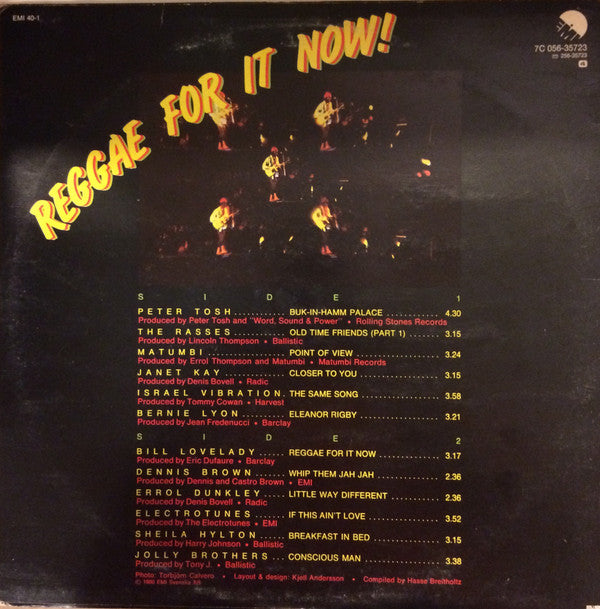 EMI 40-1
EMI
7C 056-35723
256-35723
REGGAE FOR IT NOW!
SIDE 1
PETER TOSH ........... BUK-IN-HAMM PALACE ........... 4.30
Produced by Peter Tosh and "Word, Sound & Power" • Rolling Stones Records
THE RASSES ........... OLD TIME FRIENDS (PART 1) ....... 3.15
Produced by Lincoln Thompson • Ballistic
MATUMBI ................ POINT OF VIEW .................. 3.24
Produced by Errol Thompson and Matumbi • Matumbi Records
JANET KAY ............. CLOSER TO YOU .................. 3.15
Produced by Denis Bovell • Radic
ISRAEL VIBRATION. THE SAME SONG .................. 3.58
Produced by Tommy Cowan • Harvest
BERNIE LYON ......... ELEANOR RIGBY .................. 3.21
Produced by Jean Fredenucci • Barclay
SIDE 2
BILL LOVELADY ...... REGGAE FOR IT NOW .............. 3.17
Produced by Eric Dufaure • Barclay
DENNIS BROWN ...... WHIP THEM JAH JAH .............. 2.36
Produced by Dennis and Castro Brown • EMI
ERROL DUNKLEY ..... LITTLE WAY DIFFERENT ........... 2.36
Produced by Denis Bovell • Radic
ELECTROTUNES ...... IF THIS AIN'T LOVE ................ 3.52
Produced by The Electrotunes • EMI
SHEILA HYLTON ...... BREAKFAST IN BED ................ 3.15
Produced by Harry Johnson • Ballistic
JOLLY BROTHERS .. CONSCIOUS MAN ................... 3.38
Produced by Tony J. • Ballistic
Photo: Torbjörn Calvero • Layout & design: Kjell Andersson • Compiled by Hasse Breitholtz
© 1980 EMI Svenska AB